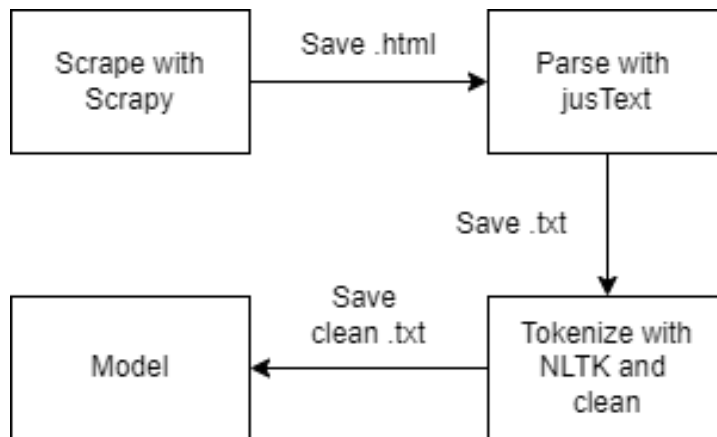 Scrape with
Scrapy
Save .html
Parse with
jusText
Save .txt
Tokenize with
NLTK and
clean
Save
clean .txt
Model